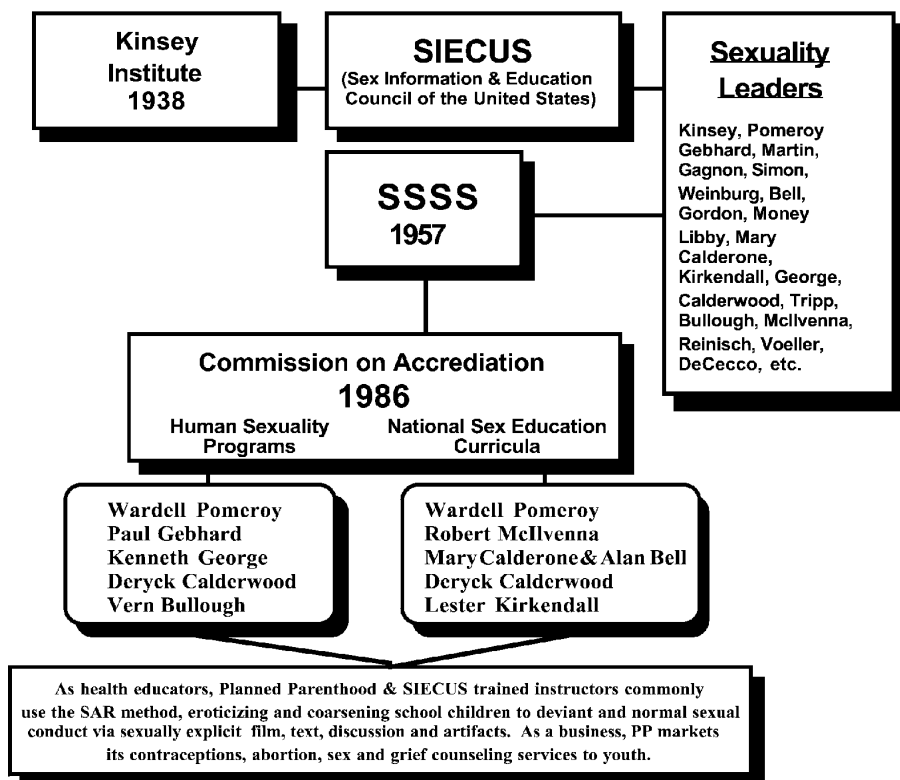 Kinsey
Institute
1938
SIECUS
(Sex Information & Education
Council of the United States)
Sexuality
Leaders
Kinsey, Pomeroy
Gebhard, Martin,
Gagnon, Simon,
Weinburg, Bell,
Gordon, Money
Libby, Mary
Calderone,
Kirkendall, George,
Calderwood, Tripp,
Bullough, McIlvenna,
Reinisch, Voeller,
DeCecco, etc.
SSSS
1957
Commission on Accrediation
1986
Human Sexuality
Programs
National Sex Education
Curricula
Wardell Pomeroy
Paul Gebhard
Kenneth George
Deryck Calderwood
Vern Bullough
Wardell Pomeroy
Robert McIlvenna
Mary Calderone & Alan Bell
Deryck Calderwood
Lester Kirkendall
As health educators, Planned Parenthood & SIECUS trained instructors commonly
use the SAR method, eroticizing and coarsening school children to deviant and normal sexual
conduct via sexually explicit film, text, discussion and artifacts. As a business, PP markets
its contraceptions, abortion, sex and grief counseling services to youth.